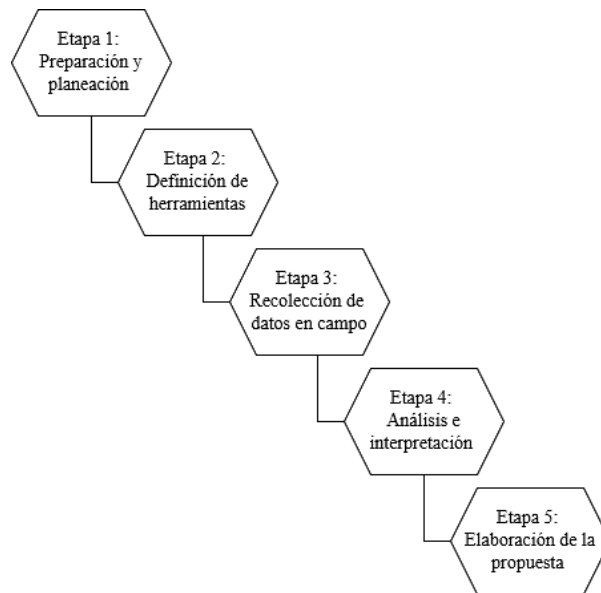 Etapa 1:
Preparación y
planeación
Etapa 2:
Definición de
herramientas
Etapa 3:
Recolección de
datos en campo
Etapa 4:
Análisis e
interpretación
Etapa 5:
Elaboración de la
propuesta